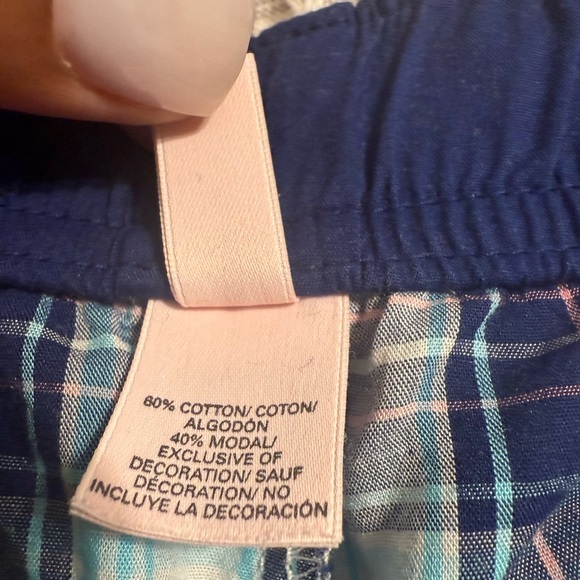 60% COTTON/ COTON/
ALGODÓN
40% MODAL/
EXCLUSIVE OF
DECORATION/ SAUF
DÉCORATION/ NO
INCLUYE LA DECORACIÓN